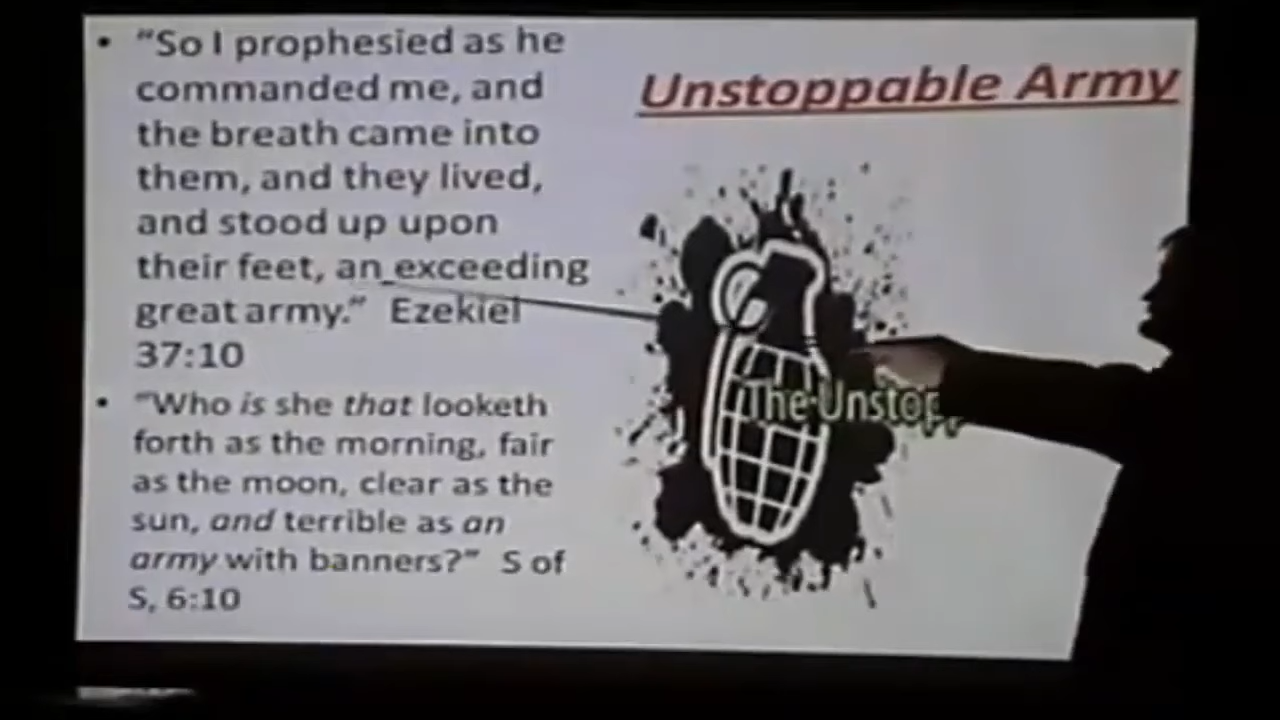 • "So I prophesied as he
commanded me, and
the breath came into
them, and they lived,
and stood up upon
their feet, an exceeding
great army." Ezekiel
37:10
• "Who is she that looketh
forth as the morning, fair
as the moon, clear as the
sun, and terrible as an
army with banners?" S of
S, 6:10
Unstoppable Army
The Unstopp